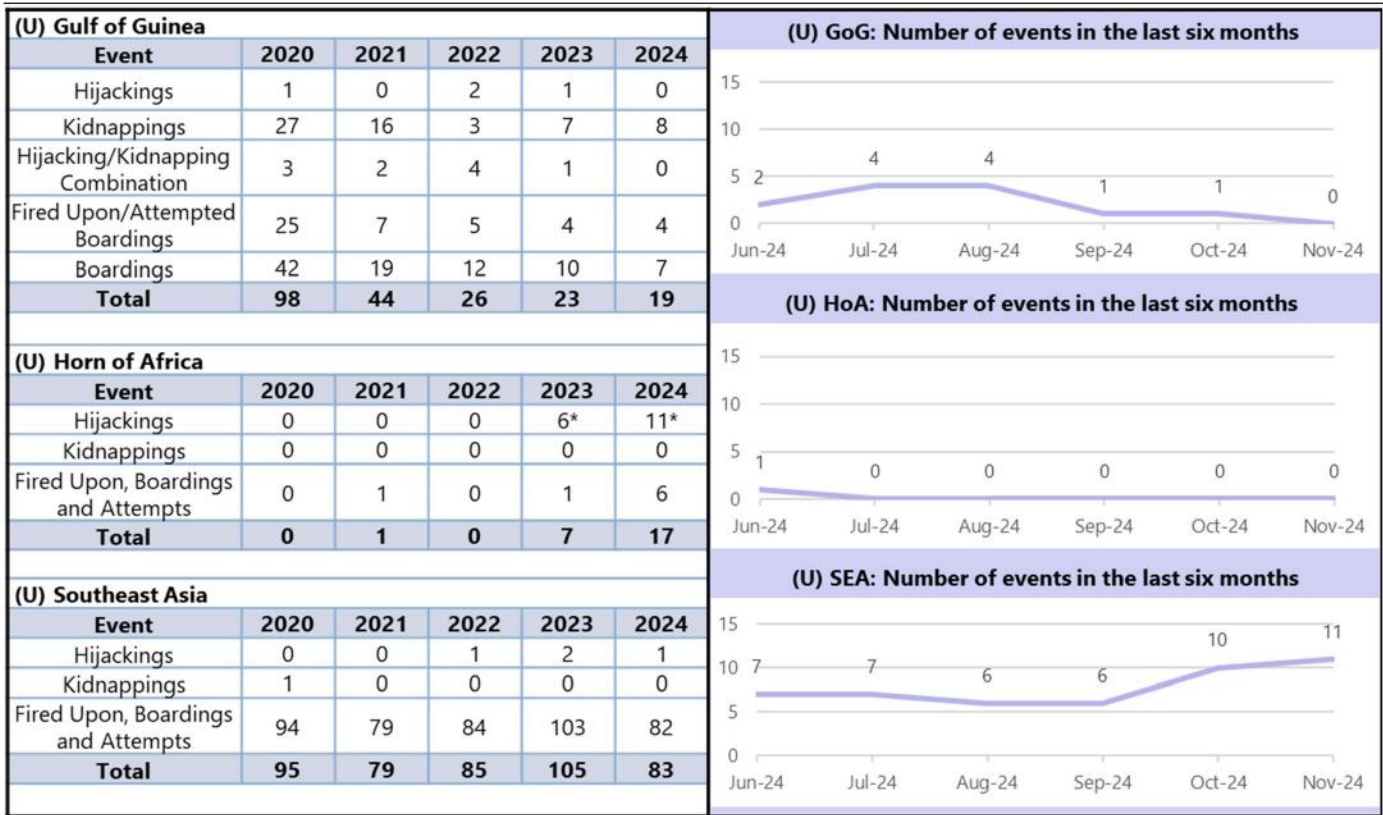 (U) Gulf of Guinea
Event 2020 2021 2022 2023 2024
Hijackings 1 0 2 1 0
Kidnappings 27 16 3 7 8
Hijacking/Kidnapping
Combination 3 2 4 1 0
Fired Upon/Attempted
Boardings 25 7 5 4 4
Boardings 42 19 12 10 7
Total 98 44 26 23 19
(U) Horn of Africa
Event 2020 2021 2022 2023 2024
Hijackings 0 0 0 6* 11*
Kidnappings 0 0 0 0 0
Fired Upon, Boardings
and Attempts 0 1 0 1 6
Total 0 1 0 7 17
(U) Southeast Asia
Event 2020 2021 2022 2023 2024
Hijackings 0 0 1 2 1
Kidnappings 1 0 0 0 0
Fired Upon, Boardings
and Attempts 94 79 84 103 82
Total 95 79 85 105 83
(U) GoG: Number of events in the last six months
15
10
5
0
2 4 4 1 1 0
Jun-24 Jul-24 Aug-24 Sep-24 Oct-24 Nov-24
(U) HoA: Number of events in the last six months
15
10
5
0
1 0 0 0 0 0
Jun-24 Jul-24 Aug-24 Sep-24 Oct-24 Nov-24
(U) SEA: Number of events in the last six months
15
10
5
0
7 7 6 6 10 11
Jun-24 Jul-24 Aug-24 Sep-24 Oct-24 Nov-24